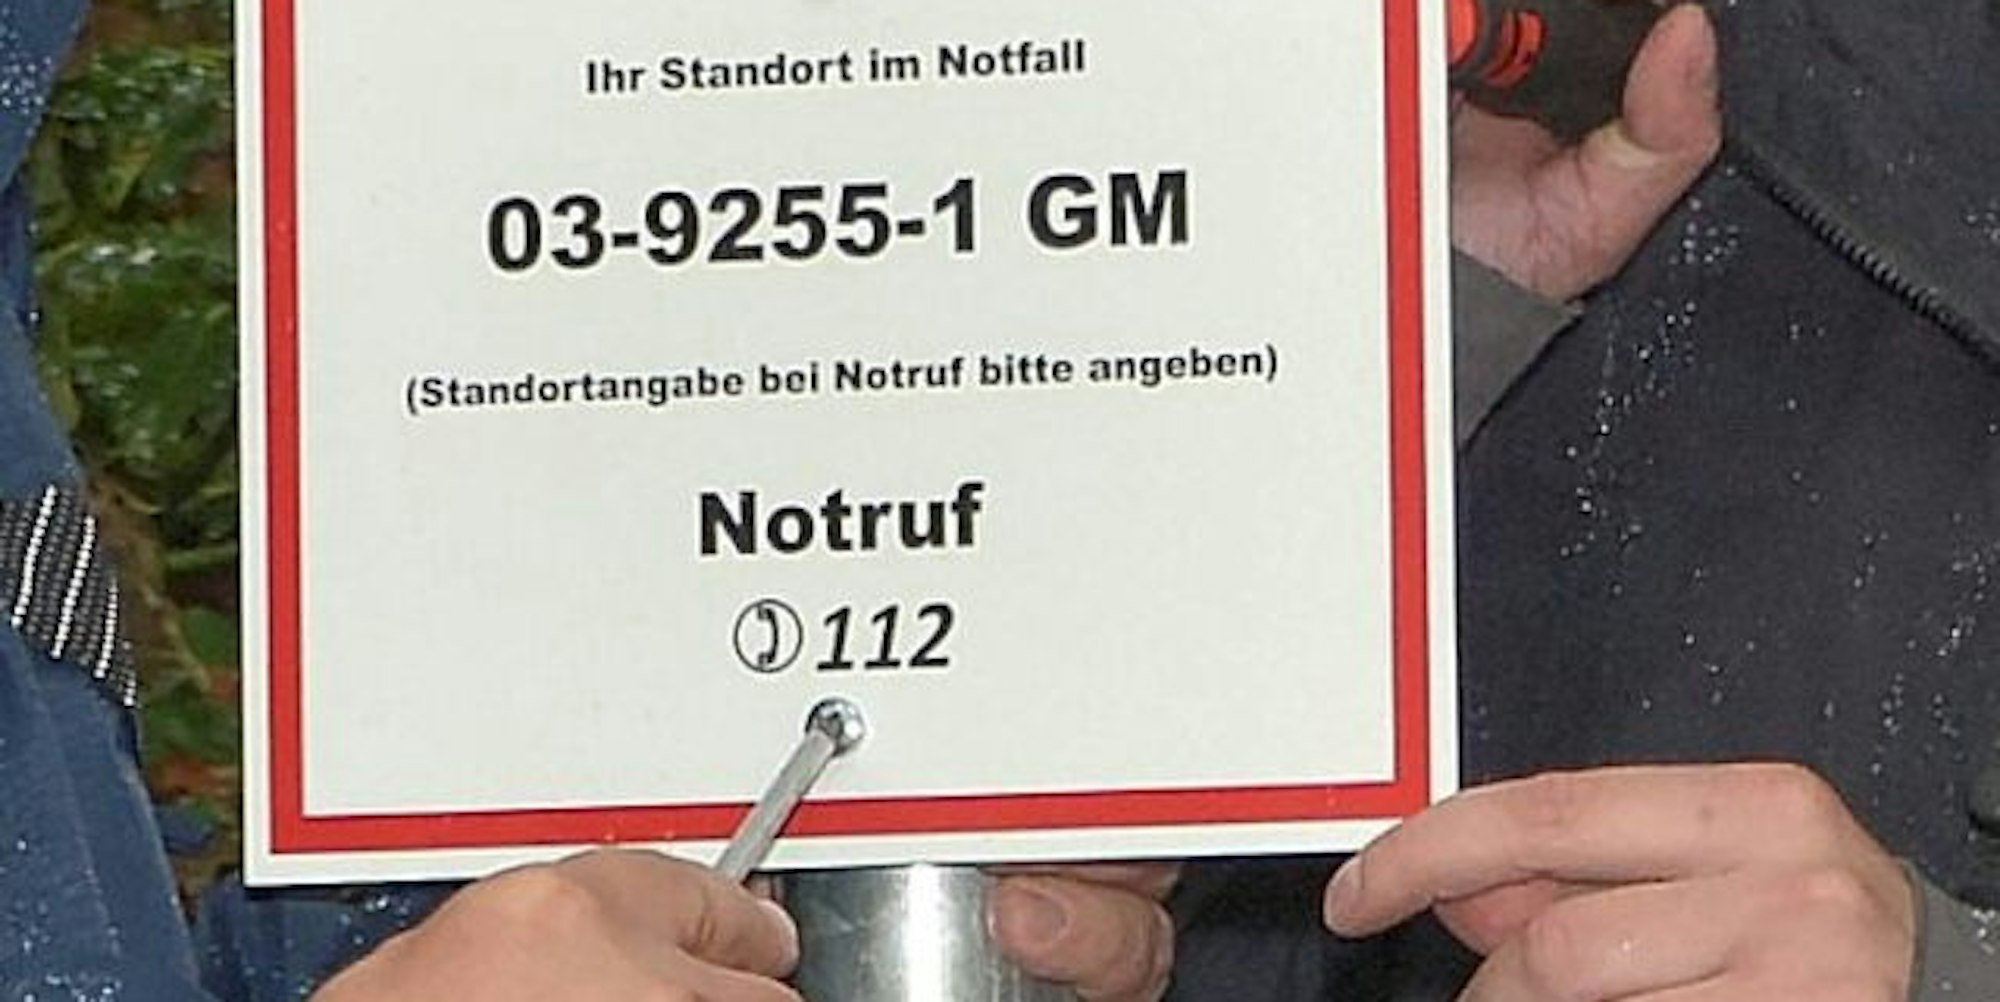 Ihr Standort im Notfall
03-9255-1 GM
(Standortangabe bei Notruf bitte angeben)
Notruf
✆112